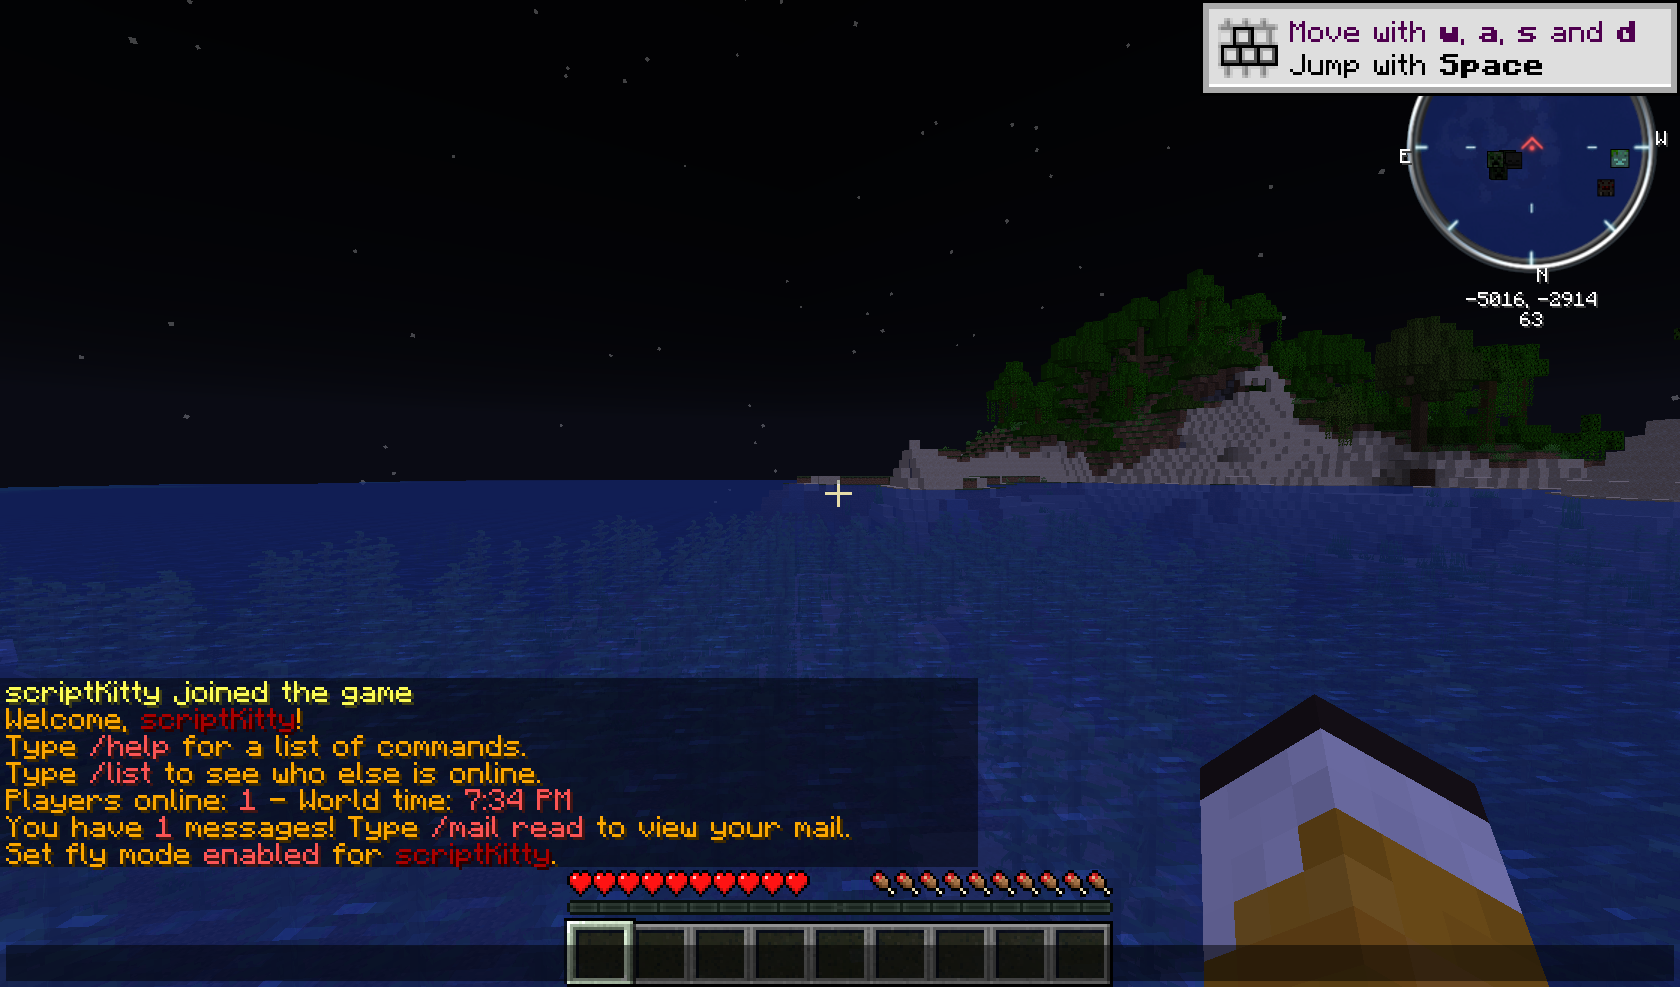 Move with w, a, s and d
Jump with Space
E
W
N
-5016, -2914
63
scriptKitty joined the game
Welcome, scriptKitty!
Type /help for a list of commands.
Type /list to see who else is online.
Players online: 1 - World time: 7:34 PM
You have 1 messages! Type /mail read to view your mail.
Set fly mode enabled for scriptKitty.